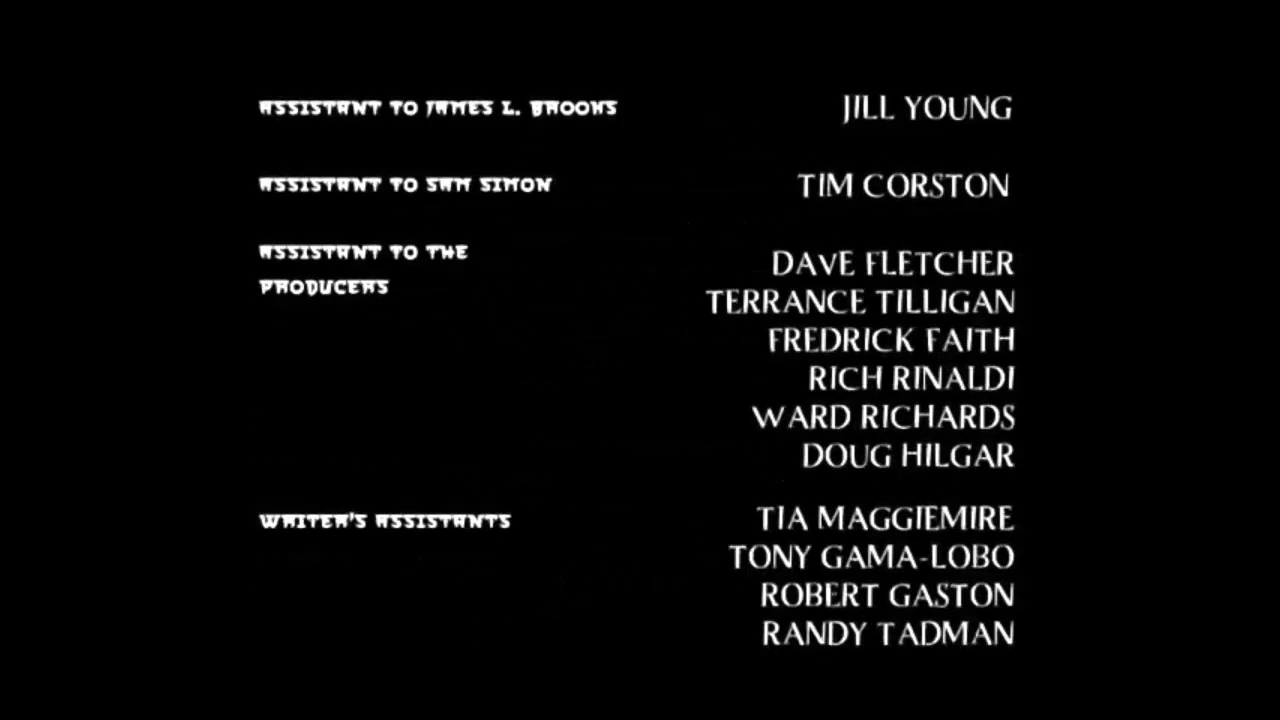 ASSISTANT TO JAMES L. BROOKS JILL YOUNG
ASSISTANT TO SAM SIMON TIM CORSTON
ASSISTANT TO THE
PRODUCERS
DAVE FLETCHER
TERRANCE TILLIGAN
FREDRICK FAITH
RICH RINALDI
WARD RICHARDS
DOUG HILGAR
WRITER'S ASSISTANTS TIA MAGGIEMIRE
TONY GAMA-LOBO
ROBERT GASTON
RANDY TADMAN